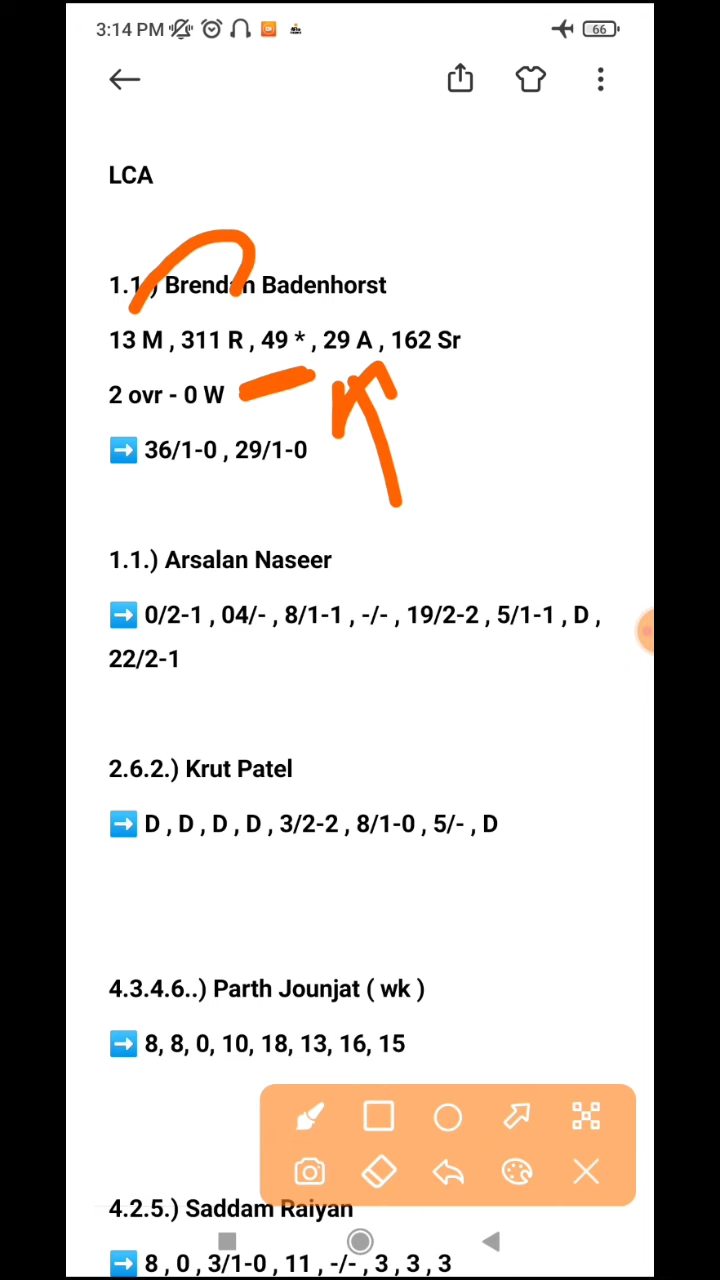 3:14 PM
66
LCA
1.1.) Brendan Badenhorst
13 M , 311 R , 49 * , 29 A , 162 Sr
2 ovr - 0 W
➡️ 36/1-0 , 29/1-0
1.1.) Arsalan Naseer
➡️ 0/2-1 , 04/- , 8/1-1 , -/- , 19/2-2 , 5/1-1 , D ,
22/2-1
2.6.2.) Krut Patel
➡️ D , D , D , D , 3/2-2 , 8/1-0 , 5/- , D
4.3.4.6..) Parth Jounjat ( wk )
➡️ 8, 8, 0, 10, 18, 13, 16, 15
4.2.5.) Saddam Raiyan
➡️ 8 , 0 , 3/1-0 , 11 , -/- , 3 , 3 , 3